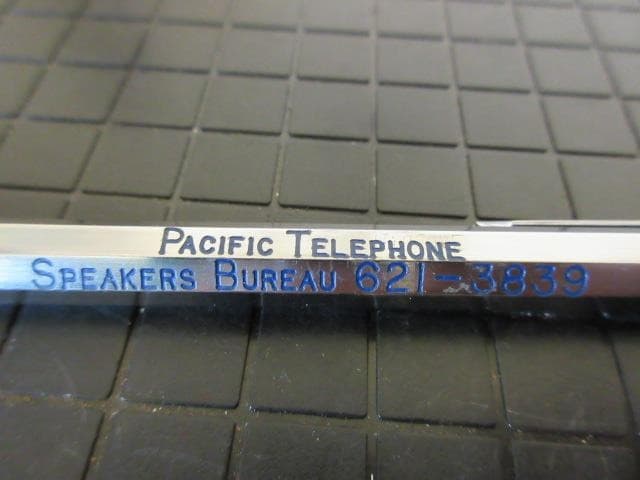 PACIFIC TELEPHONE
SPEAKERS BUREAU 621-3839